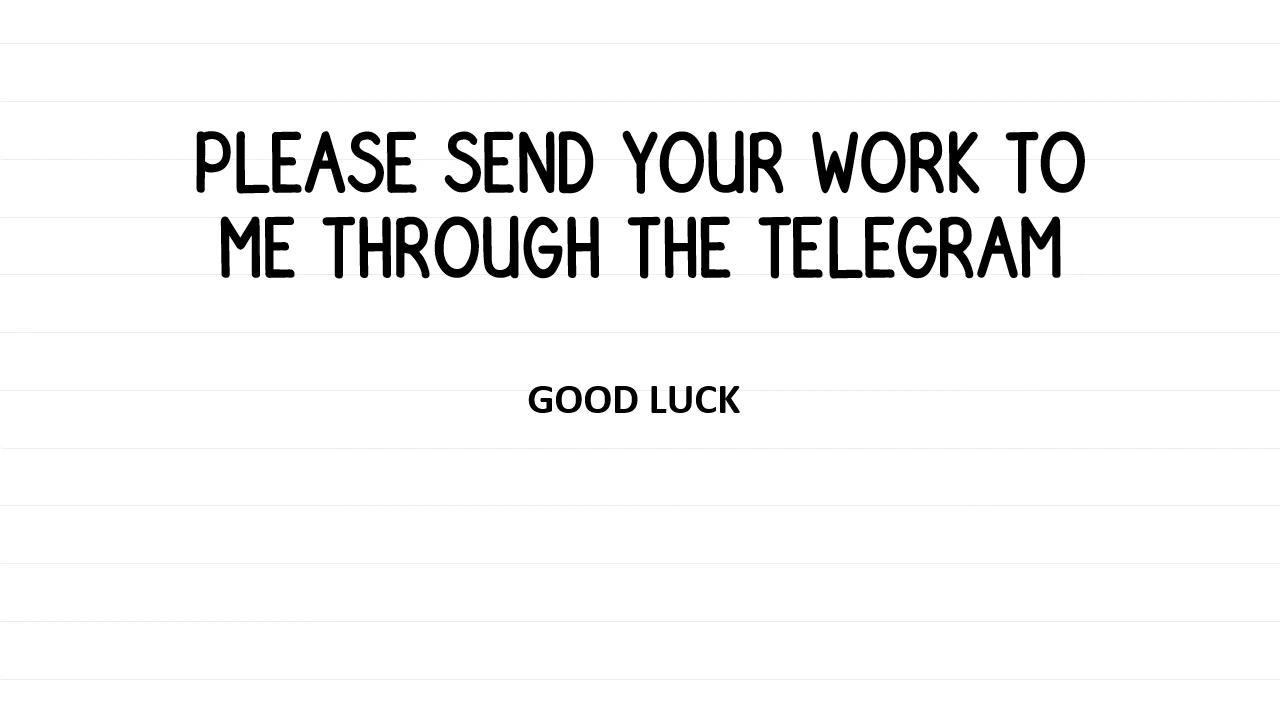 PLEASE SEND YOUR WORK TO
ME THROUGH THE TELEGRAM
GOOD LUCK